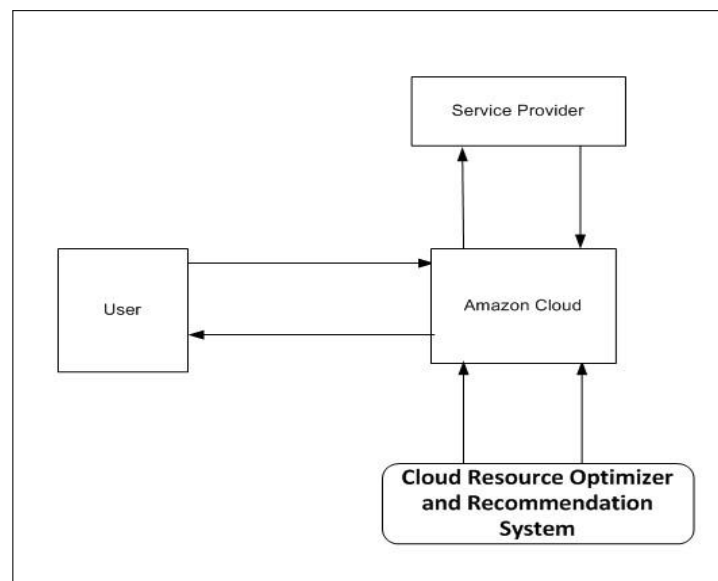 Service Provider
User
Amazon Cloud
Cloud Resource Optimizer
and Recommendation
System